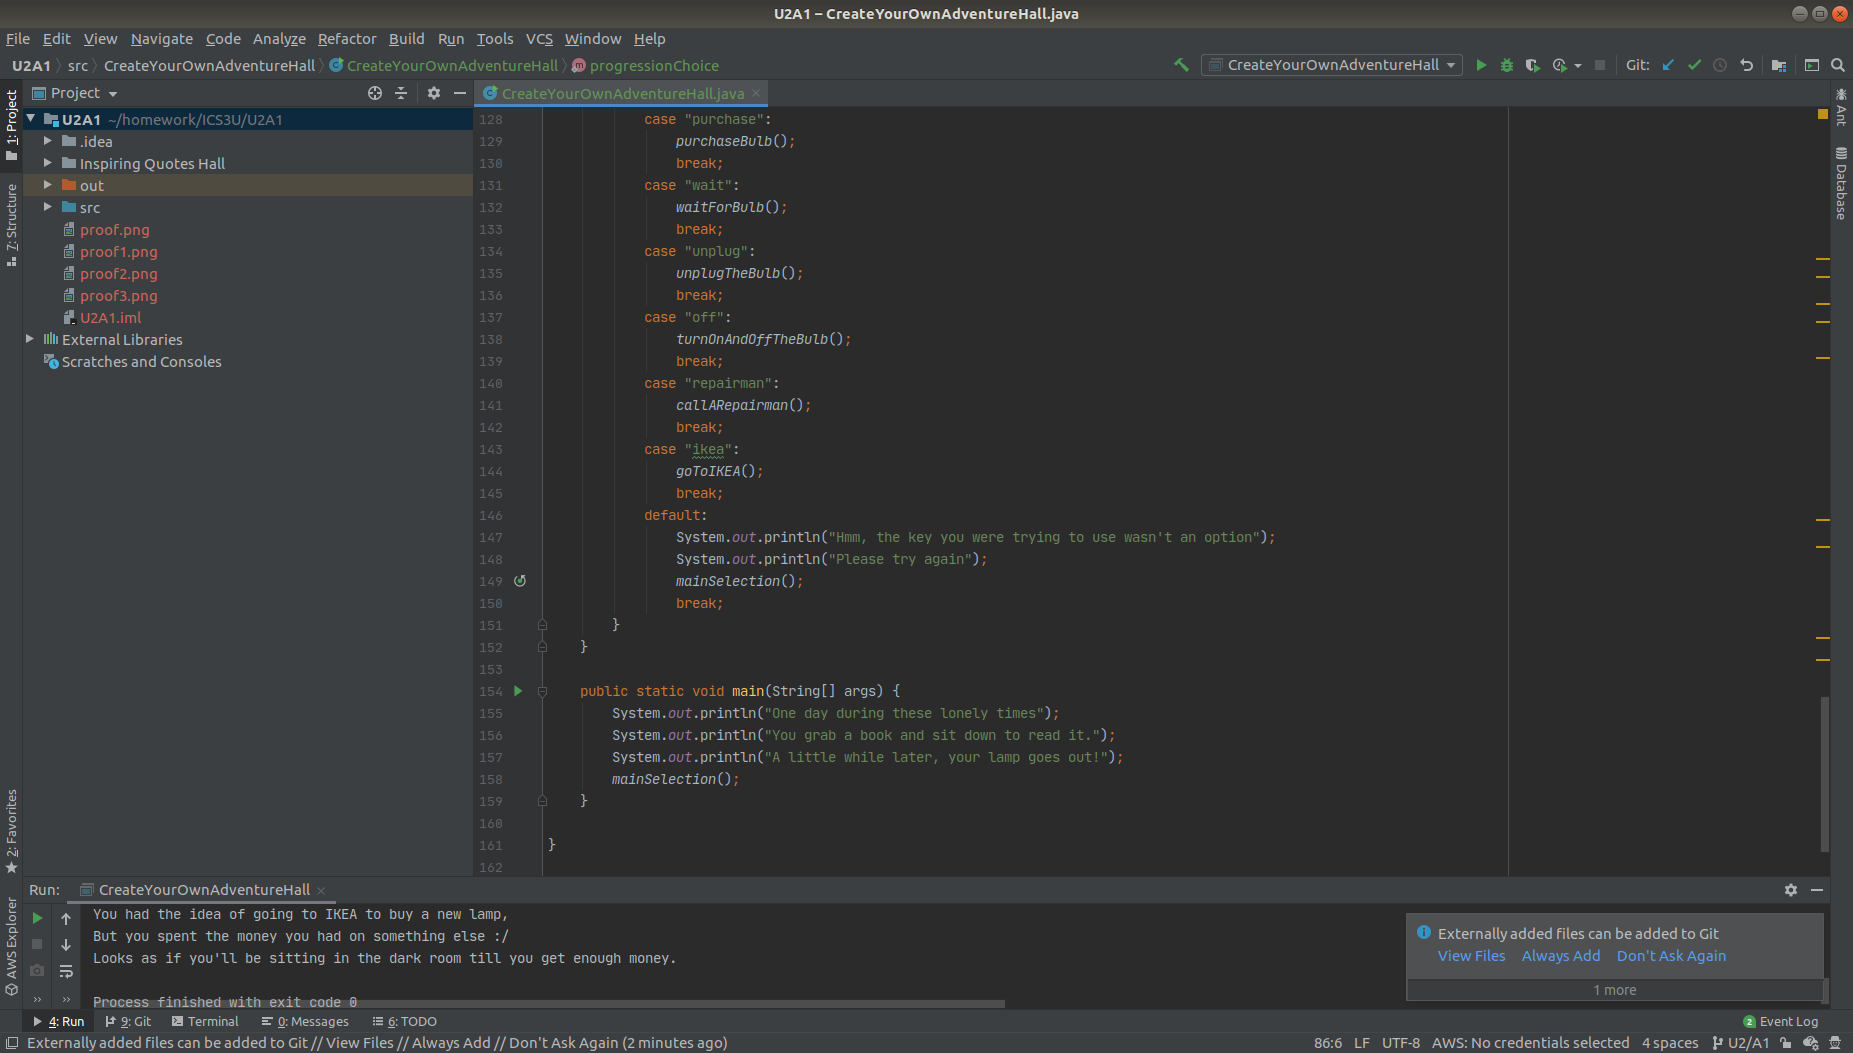 U2A1 – CreateYourOwnAdventureHall.java
File Edit View Navigate Code Analyze Refactor Build Run Tools VCS Window Help
U2A1 src CreateYourOwnAdventureHall CreateYourOwnAdventureHall progressionChoice CreateYourOwnAdventureHall Git:
Project CreateYourOwnAdventureHall.java
1: Project
7: Structure
2: Favorites
AWS Explorer
Ant
Database
U2A1 ~/homework/ICS3U/U2A1
.idea
Inspiring Quotes Hall
out
src
proof.png
proof1.png
proof2.png
proof3.png
U2A1.iml
External Libraries
Scratches and Consoles
128 case "purchase":
129 purchaseBulb();
130 break;
131 case "wait":
132 waitForBulb();
133 break;
134 case "unplug":
135 unplugTheBulb();
136 break;
137 case "off":
138 turnOnAndOffTheBulb();
139 break;
140 case "repairman":
141 callARepairman();
142 break;
143 case "ikea":
144 goToIKEA();
145 break;
146 default:
147 System.out.println("Hmm, the key you were trying to use wasn't an option");
148 System.out.println("Please try again");
149 mainSelection();
150 break;
151 }
152 }
153
154 public static void main(String[] args) {
155 System.out.println("One day during these lonely times");
156 System.out.println("You grab a book and sit down to read it.");
157 System.out.println("A little while later, your lamp goes out!");
158 mainSelection();
159 }
160
161 }
162
Run: CreateYourOwnAdventureHall
You had the idea of going to IKEA to buy a new lamp,
But you spent the money you had on something else :/
Looks as if you'll be sitting in the dark room till you get enough money.
Process finished with exit code 0
Externally added files can be added to Git
View Files Always Add Don't Ask Again
1 more
4: Run 9: Git Terminal 0: Messages 6: TODO 2 Event Log
Externally added files can be added to Git // View Files // Always Add // Don't Ask Again (2 minutes ago) 86:6 LF UTF-8 AWS: No credentials selected 4 spaces U2/A1